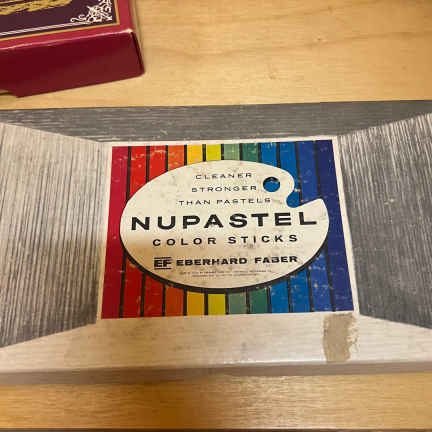 CLEANER
STRONGER
THAN PASTELS
NUPASTEL
COLOR STICKS
EF EBERHARD FABER